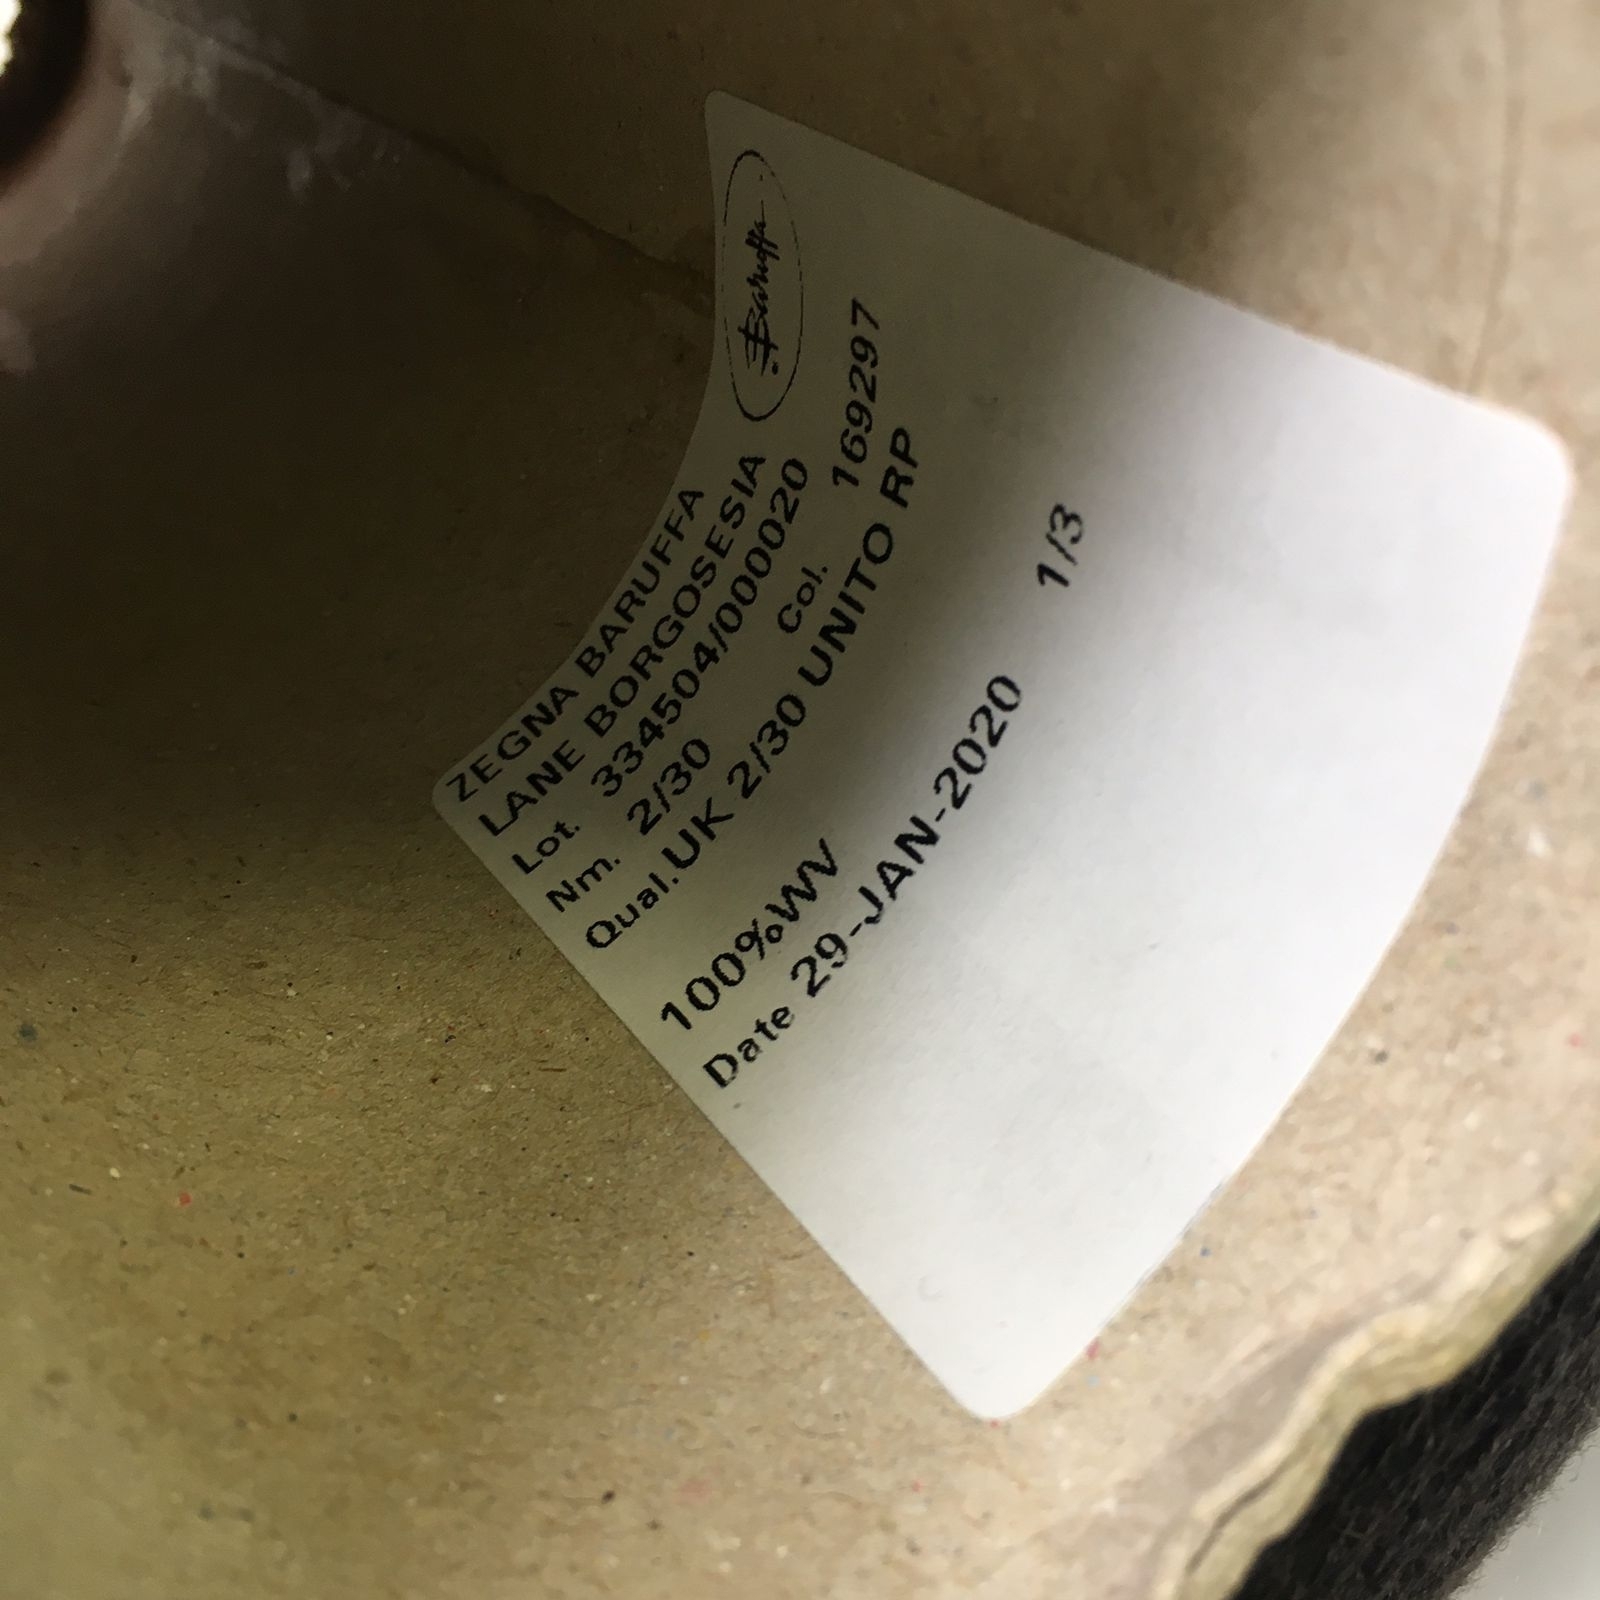 Baruffa
ZEGNA BARUFFA
LANE BORGOSESIA
Lot. 334504/000020
Nm. 2/30 Col. 169297
Qual. UK 2/30 UNITO RP
100%WV
Date 29-JAN-2020 1/3